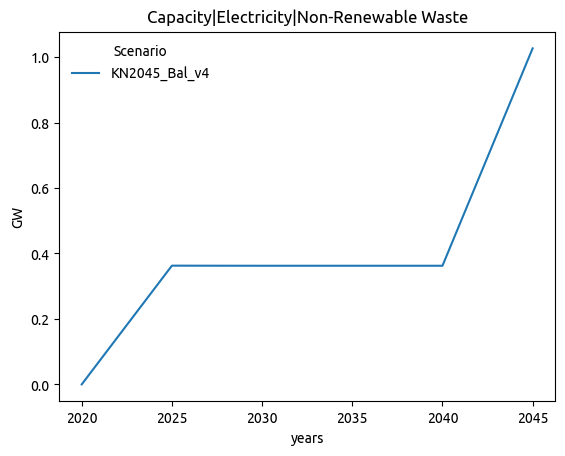 Capacity|Electricity|Non-Renewable Waste
Scenario
KN2045_Bal_v4
1.0
0.8
0.6
0.4
0.2
0.0
GW
2020 2025 2030 2035 2040 2045
years